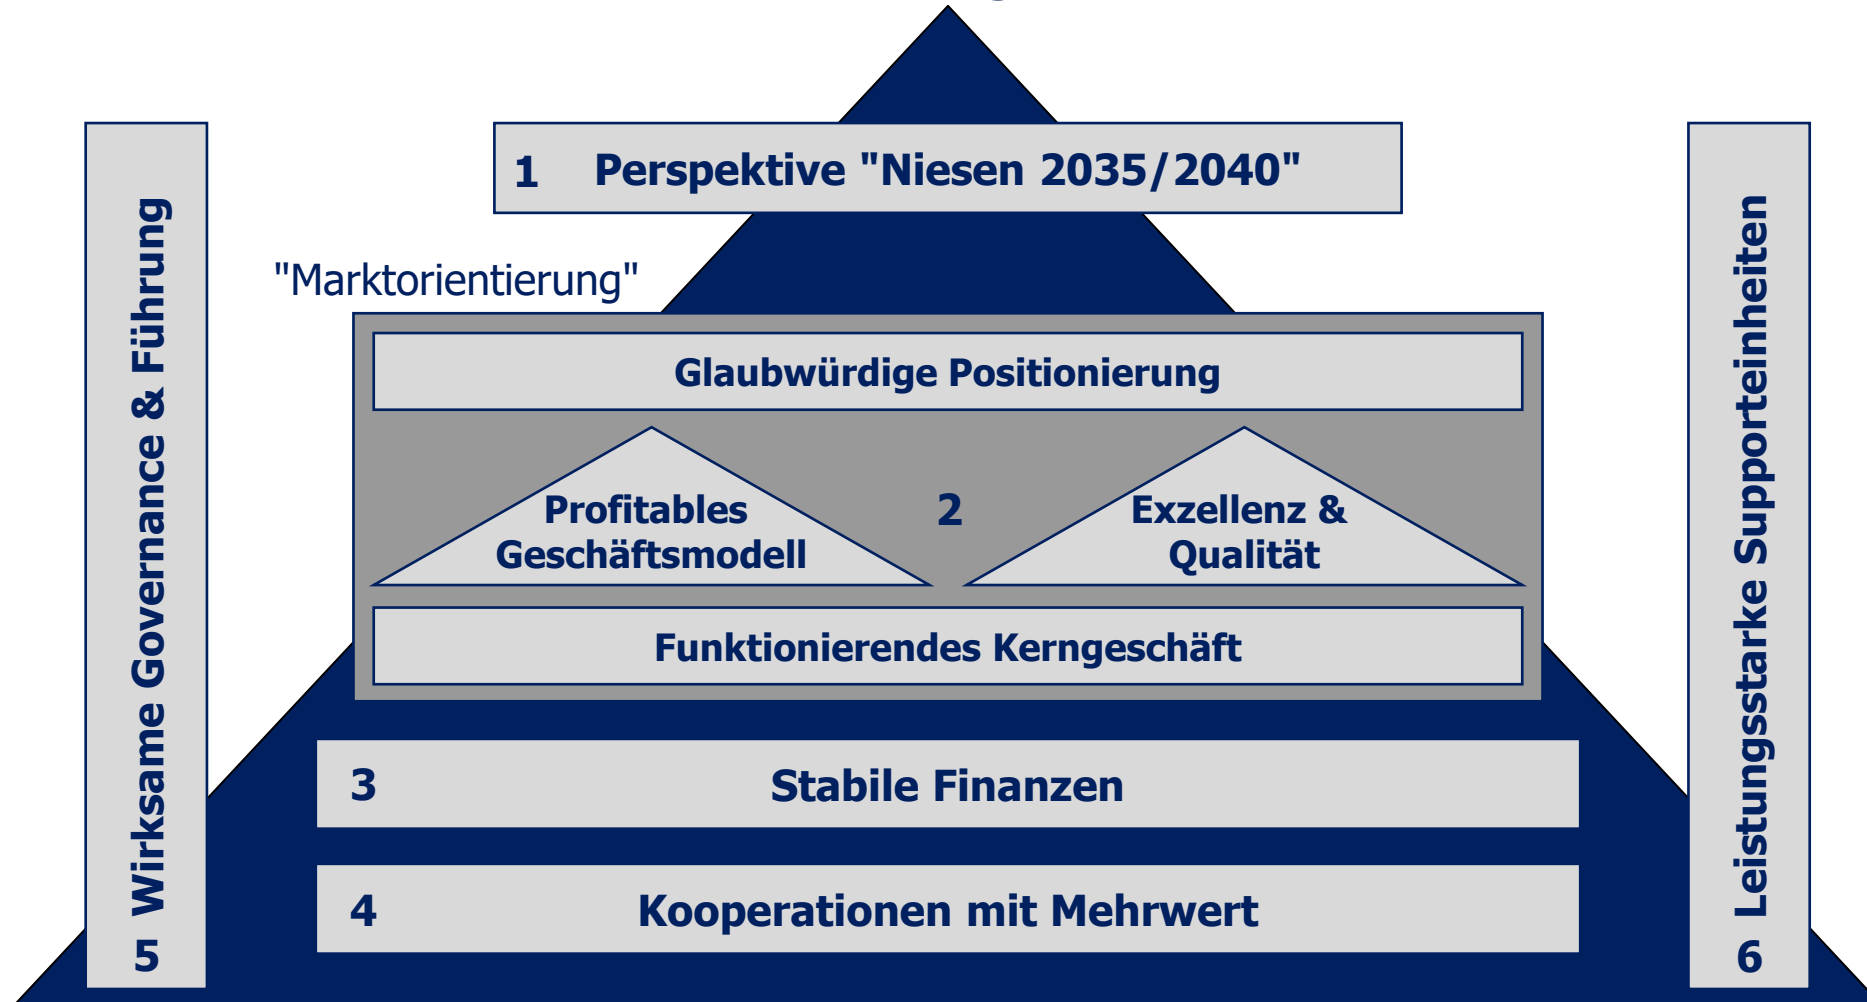 1 Perspektive "Niesen 2035/2040"
"Marktorientierung"
Glaubwürdige Positionierung
Profitables
Geschäftsmodell
2
Exzellenz &
Qualität
Funktionierendes Kerngeschäft
3 Stabile Finanzen
4 Kooperationen mit Mehrwert
5 Wirksame Governance & Führung
6 Leistungsstarke Supporteinheiten